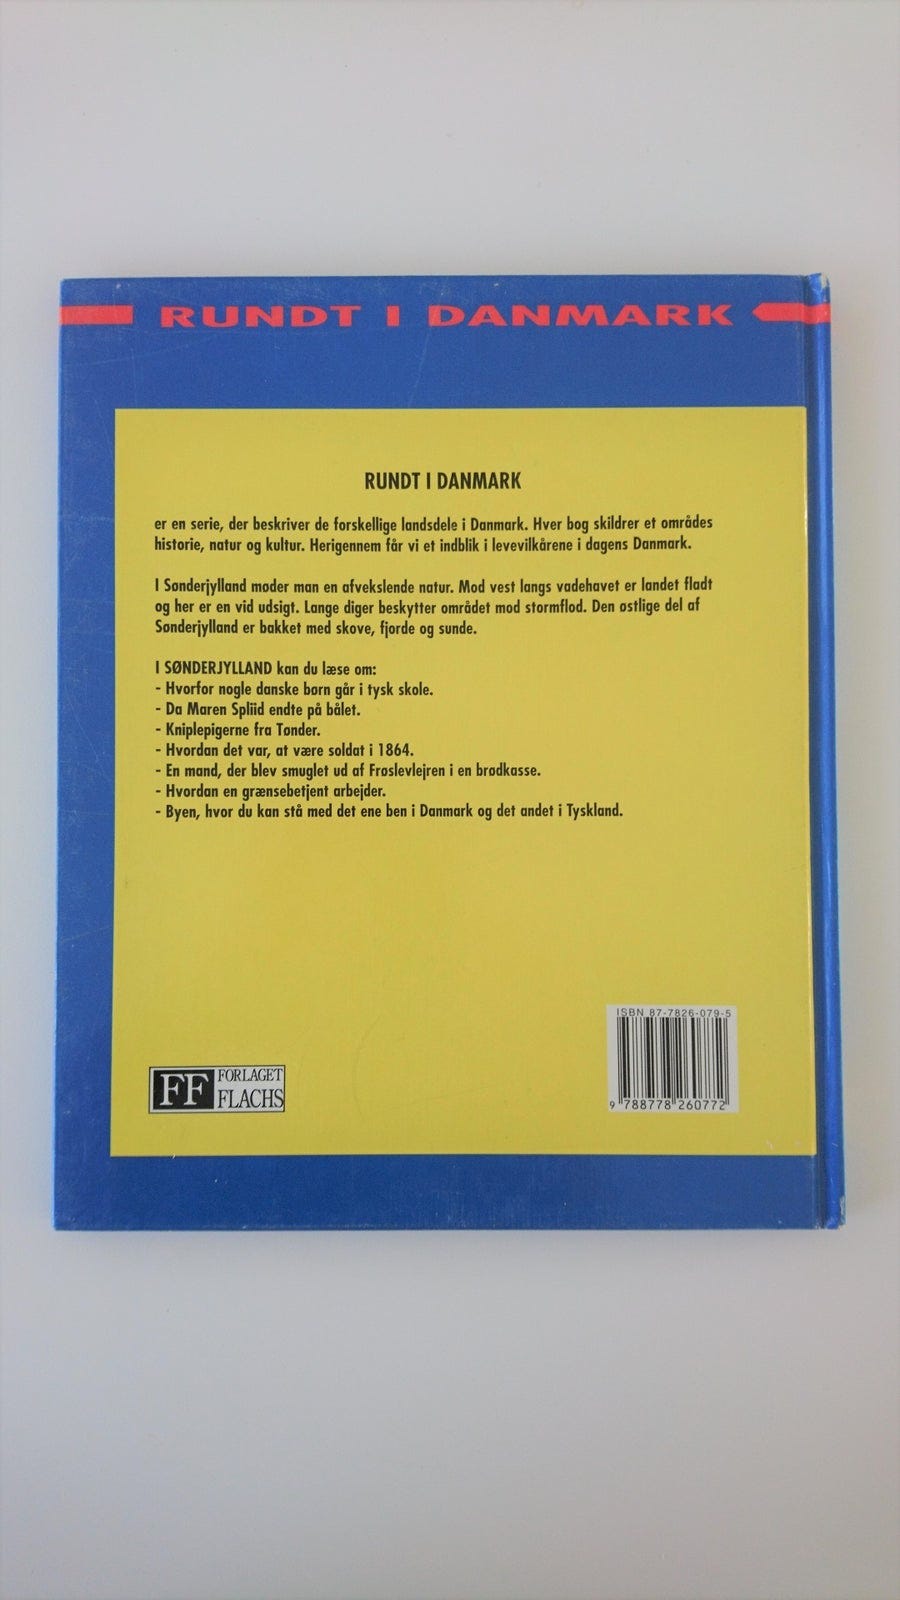 RUNDT I DANMARK
RUNDT I DANMARK
er en serie, der beskriver de forskellige landsdele i Danmark. Hver bog skildrer et områdes
historie, natur og kultur. Herigennem får vi et indblik i levevilkårene i dagens Danmark.
I Sønderjylland møder man en afvekslende natur. Mod vest langs vadehavet er landet fladt
og her er en vid udsigt. Lange diger beskytter området mod stormflod. Den østlige del af
Sønderjylland er bakket med skove, fjorde og sunde.
I SØNDERJYLLAND kan du læse om:
- Hvorfor nogle danske børn går i tysk skole.
- Da Maren Spliid endte på bålet.
- Kniplepigerne fra Tønder.
- Hvordan det var, at være soldat i 1864.
- En mand, der blev smuglet ud af Frøslevlejren i en brødkasse.
- Hvordan en grænsebetjent arbejder.
- Byen, hvor du kan stå med det ene ben i Danmark og det andet i Tyskland.
ISBN 87-7826-079-5
9 788778 260772
FF FORLAGET
FLACHS